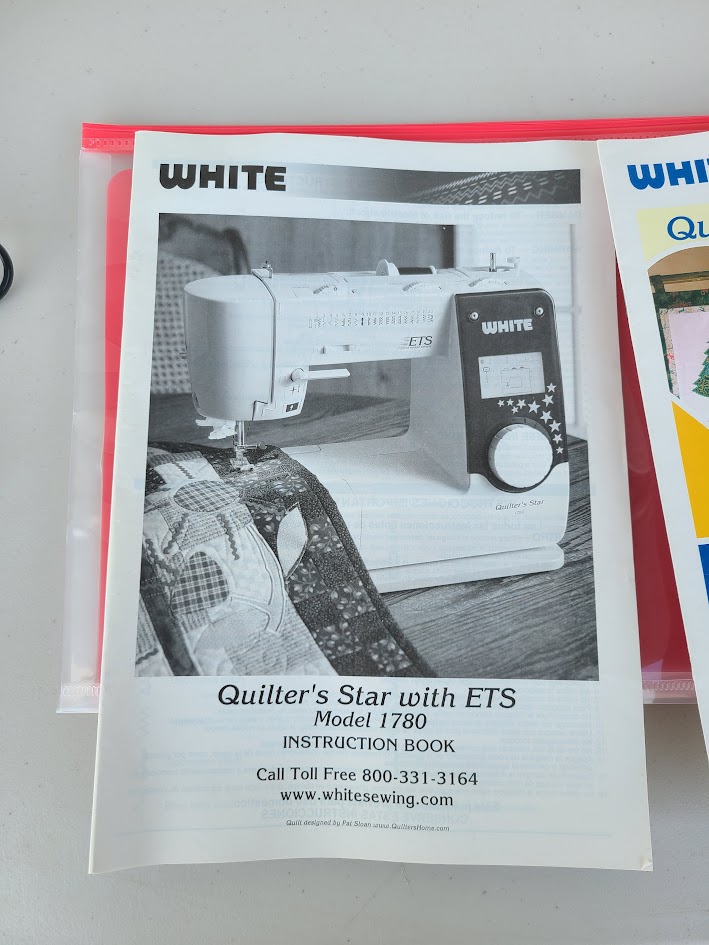 WHITE
WHITE
ETS
Quilter's Star
Quilter's Star with ETS
Model 1780
INSTRUCTION BOOK
Call Toll Free 800-331-3164
www.whitesewing.com
Quilt designed by Pat Sloan www.QuiltersHome.com
WHI
Qu